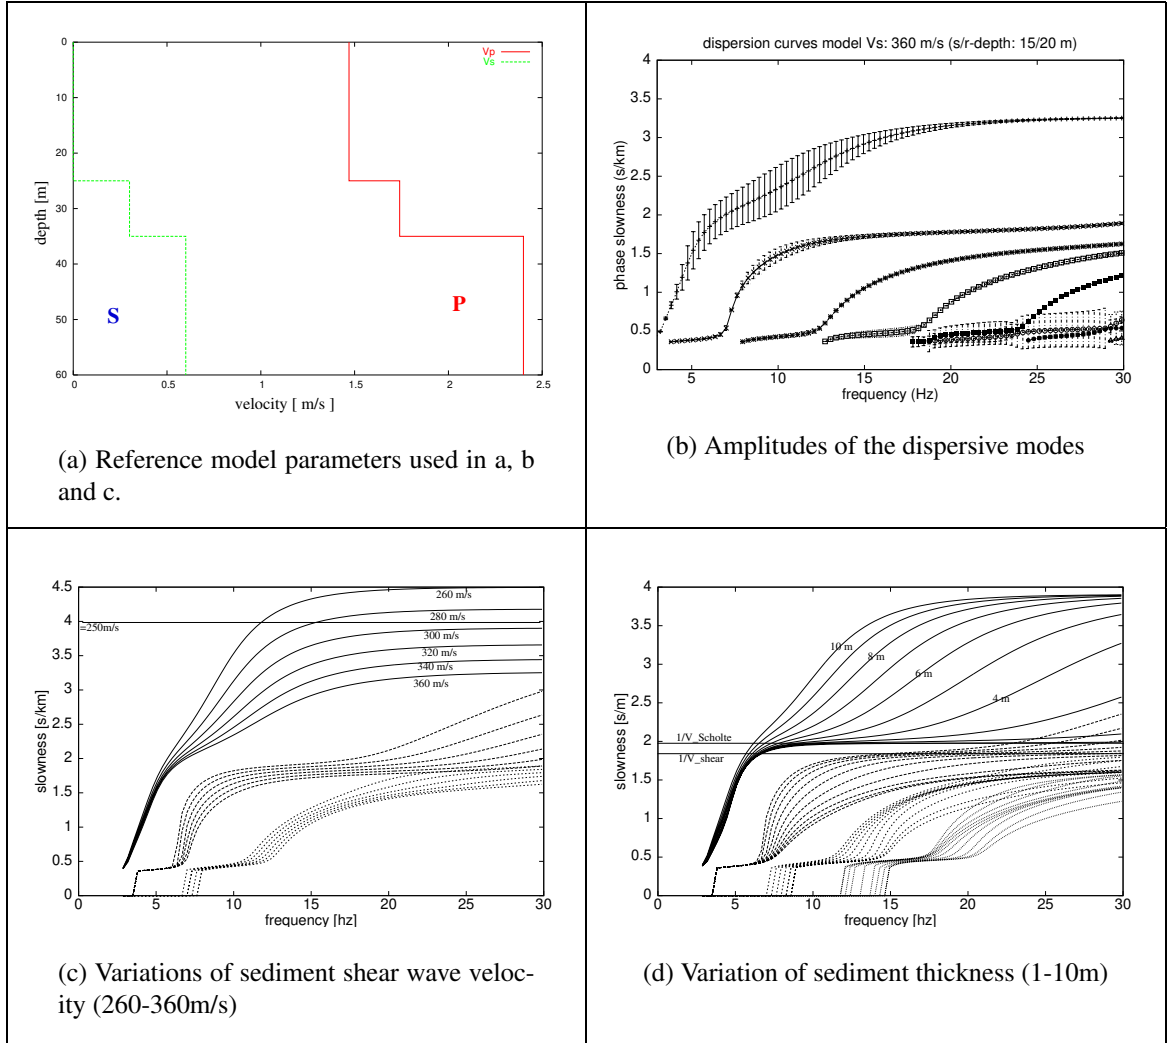 0
10
20
30
40
50
60
depth [m]
Vp
Vs
S
P
0
0.5
1
1.5
2
2.5
velocity [ m/s ]
(a) Reference model parameters used in a, b
and c.
dispersion curves model Vs: 360 m/s (s/r-depth: 15/20 m)
4
3.5
3
2.5
2
1.5
1
0.5
0
phase slowness (s/km)
5
10
15
20
25
30
frequency (Hz)
(b) Amplitudes of the dispersive modes
4.5
4
3.5
3
2.5
2
1.5
1
0.5
0
slowness [s/km]
260 m/s
280 m/s
=250m/s
300 m/s
320 m/s
340 m/s
360 m/s
0
5
10
15
20
25
30
frequency [hz]
(c) Variations of sediment shear wave veloc-
ity (260-360m/s)
4
3.5
3
2.5
2
1.5
1
0.5
0
slowness [s/m]
10 m
8 m
6 m
4 m
1/V_Scholte
1/V_shear
0
5
10
15
20
25
30
frequency [hz]
(d) Variation of sediment thickness (1-10m)